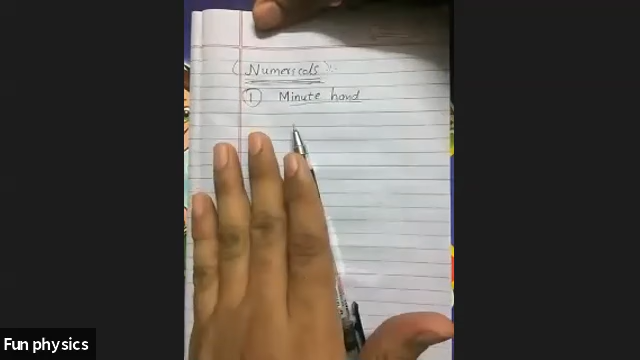 (Numericals)
① Minute hand
Fun physics